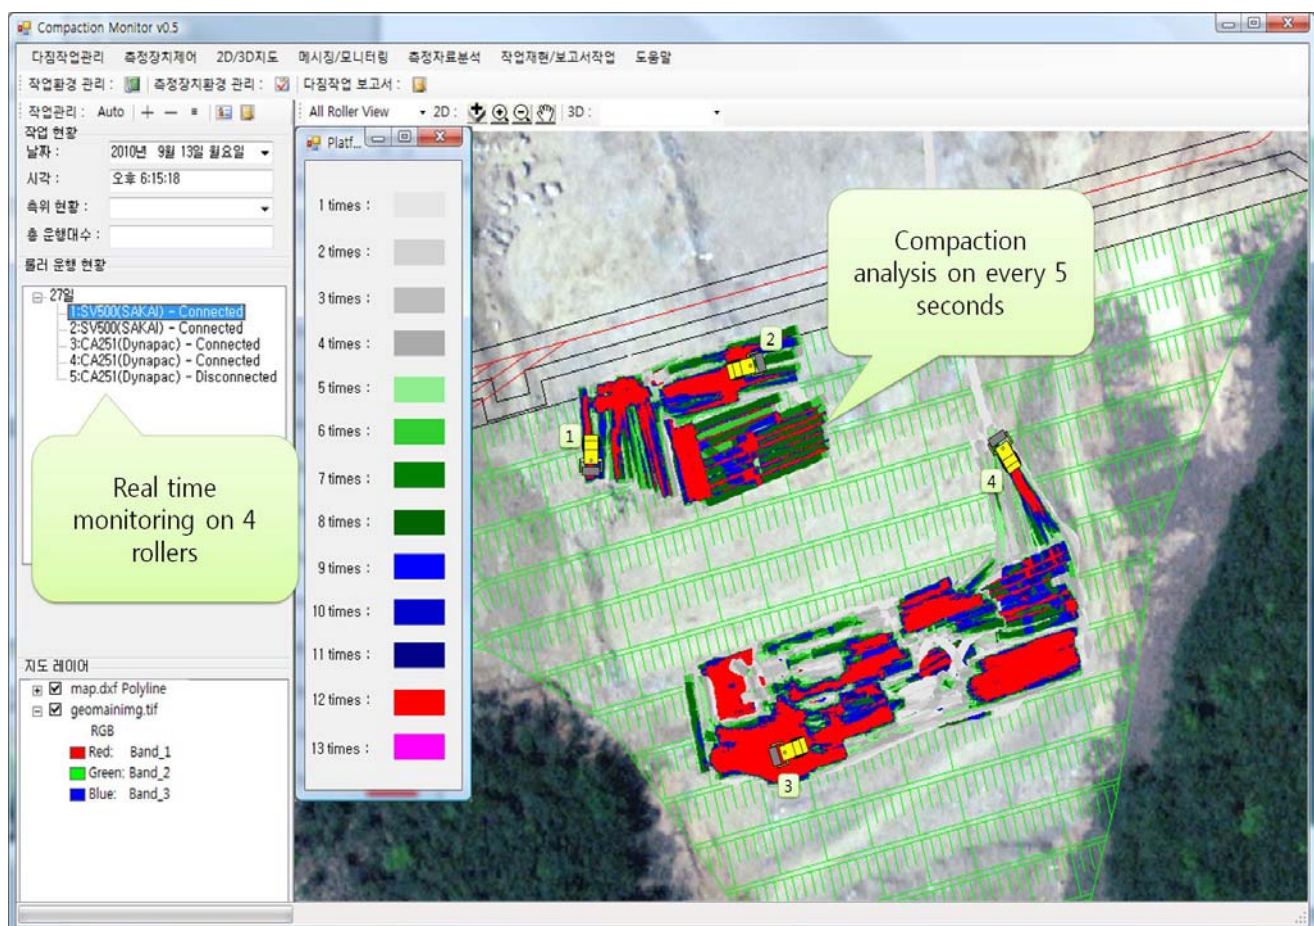 Compaction Monitor v0.5
다짐작업관리 측정장치제어 2D/3D지도 메시징/모니터링 측정자료분석 작업재현/보고서작업 도움말
작업환경 관리 : 측정장치환경 관리 : 다짐작업 보고서 :
작업관리 : Auto
All Roller View 2D : 3D :
작업 현황
날짜 : 2010년 9월 13일 월요일
시각 : 오후 6:15:18
측위 현황 :
총 운행대수 :
롤러 운행 현황
27일
1:SV500(SAKAI) - Connected
2:SV500(SAKAI) - Connected
3:CA251(Dynapac) - Connected
4:CA251(Dynapac) - Connected
5:CA251(Dynapac) - Disconnected
Real time
monitoring on 4
rollers
지도 레이어
map.dxf Polyline
geomainimg.tif
RGB
Red: Band_1
Green: Band_2
Blue: Band_3
Platf...
1 times :
2 times :
3 times :
4 times :
5 times :
6 times :
7 times :
8 times :
9 times :
10 times :
11 times :
12 times :
13 times :
Compaction
analysis on every 5
seconds
2
1
4
3